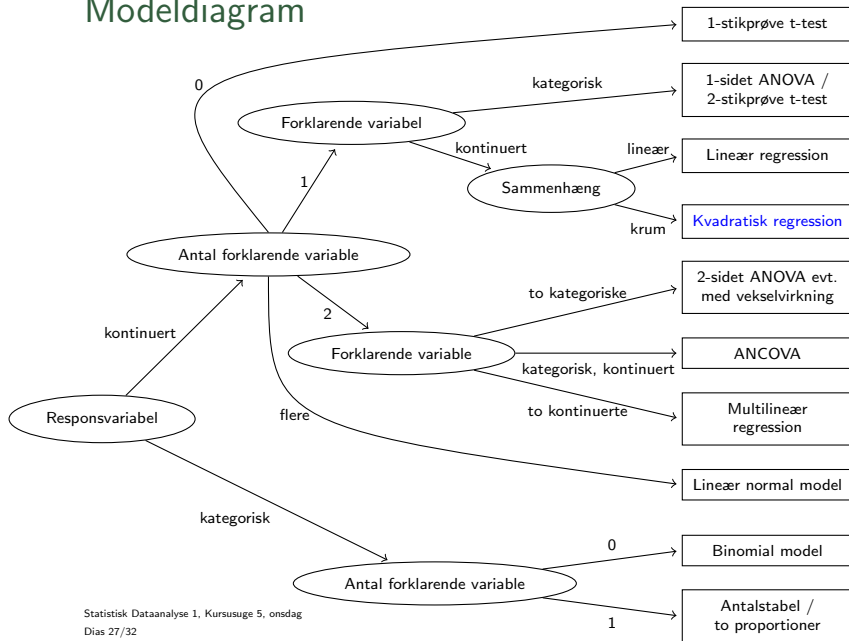 Modeldiagram
1-stikprøve t-test
0
kategorisk
1-sidet ANOVA /
2-stikprøve t-test
Forklarende variabel
kontinuert
lineær
Lineær regression
1
Sammenhæng
krum
Kvadratisk regression
Antal forklarende variable
2-sidet ANOVA evt.
med vekselvirkning
to kategoriske
2
kontinuert
Forklarende variable
ANCOVA
kategorisk, kontinuert
Responsvariabel
flere
to kontinuerte
Multilineær
regression
Lineær normal model
kategorisk
0
Binomial model
Antal forklarende variable
1
Antalstabel /
to proportioner
Statistisk Dataanalyse 1, Kursusuge 5, onsdag
Dias 27/32